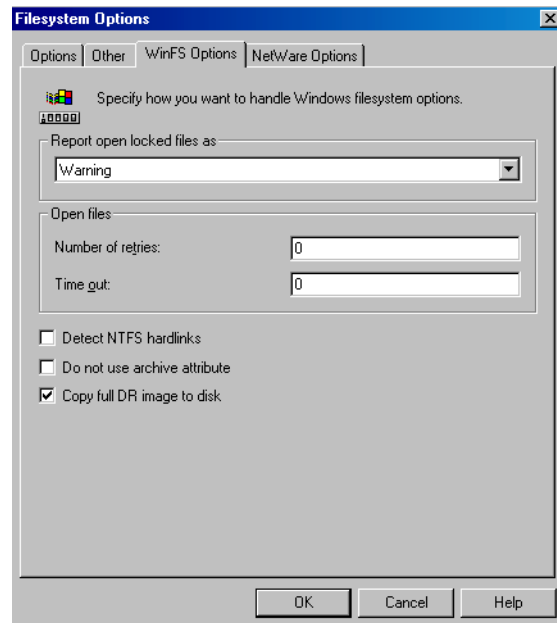 Filesystem Options
Options Other WinFS Options NetWare Options
Specify how you want to handle Windows filesystem options.
Report open locked files as
Warning
Open files
Number of retries: 0
Time out: 0
Detect NTFS hardlinks
Do not use archive attribute
Copy full DR image to disk
OK Cancel Help